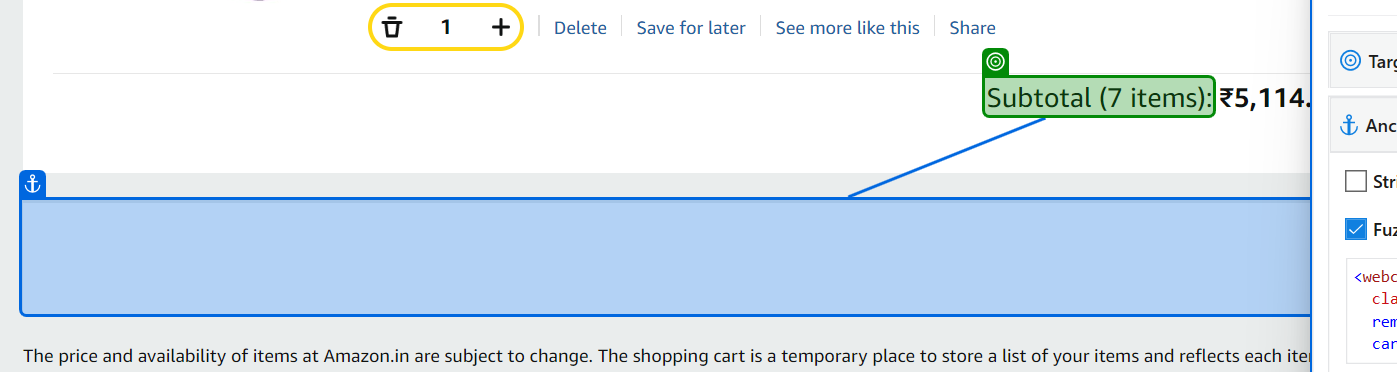 1 Delete Save for later See more like this Share
Subtotal (7 items): ₹5,114.
The price and availability of items at Amazon.in are subject to change. The shopping cart is a temporary place to store a list of your items and reflects each
Targ
Anc
Str
Fuz
<webc
cla
rem
car